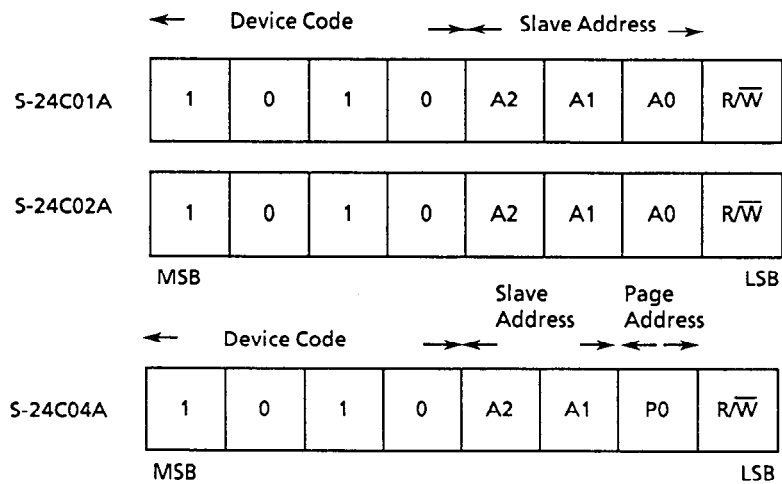 Device Code Slave Address
S-24C01A 1 0 1 0 A2 A1 A0 R/W̅
S-24C02A 1 0 1 0 A2 A1 A0 R/W̅
MSB LSB
Slave Page
Address Address
Device Code
S-24C04A 1 0 1 0 A2 A1 P0 R/W̅
MSB LSB